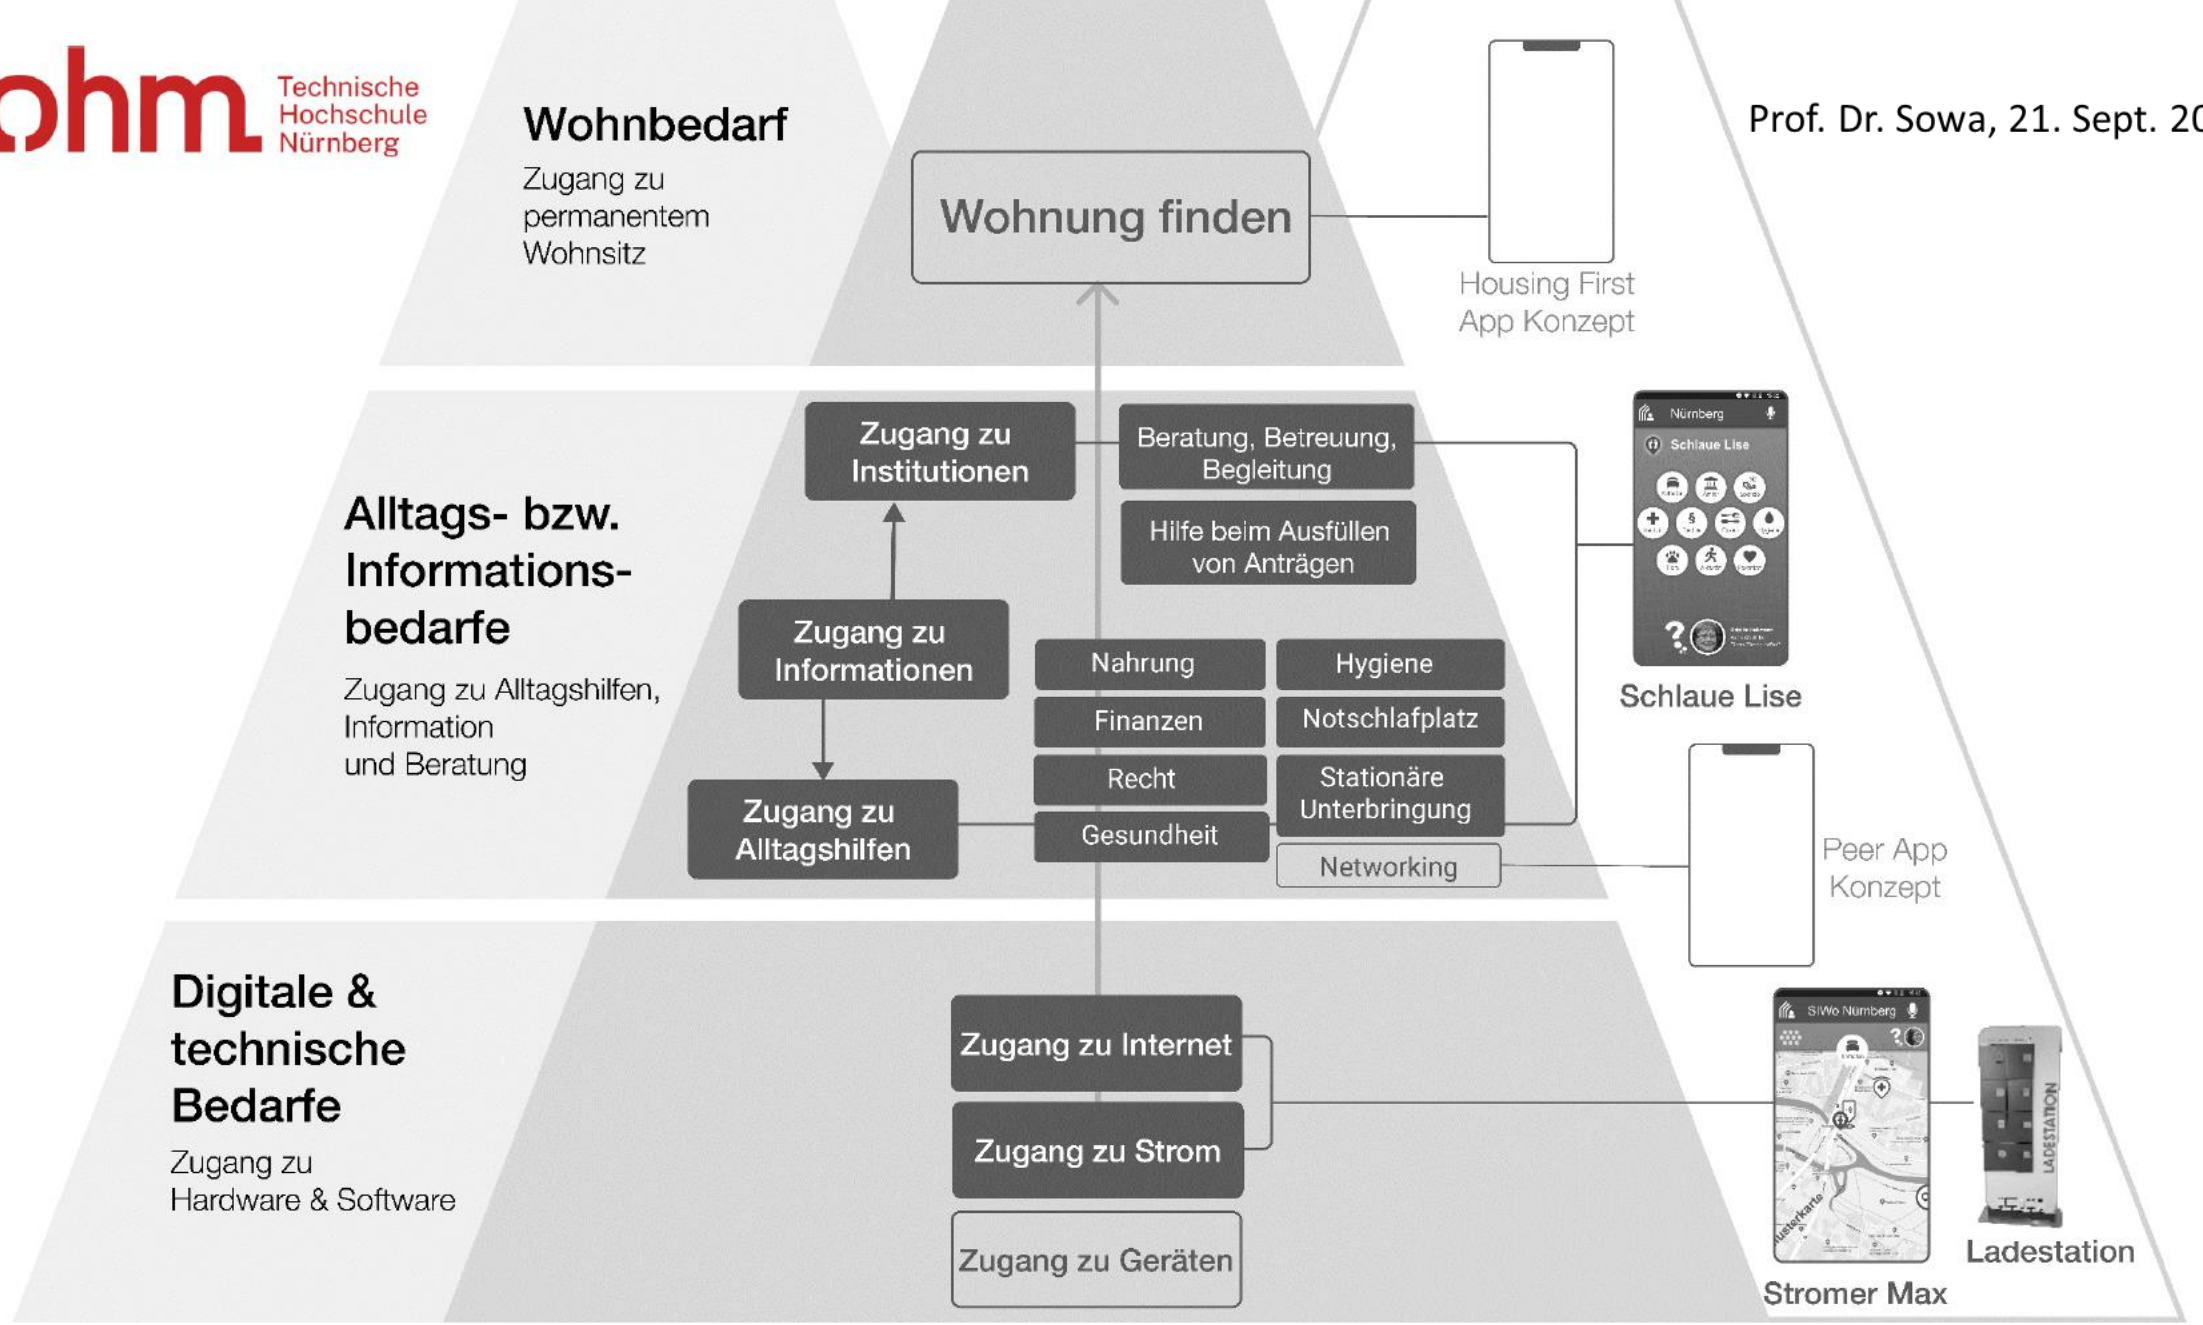 ohm
Technische
Hochschule
Nürnberg
Prof. Dr. Sowa, 21. Sept. 20
Wohnbedarf
Zugang zu
permanentem
Wohnsitz
Wohnung finden
Housing First
App Konzept
Alltags- bzw.
Informations-
bedarfe
Zugang zu Alltagshilfen,
Information
und Beratung
Zugang zu
Institutionen
Beratung, Betreuung,
Begleitung
Hilfe beim Ausfüllen
von Anträgen
Zugang zu
Informationen
Zugang zu
Alltagshilfen
Nahrung
Hygiene
Finanzen
Notschlafplatz
Recht
Stationäre
Unterbringung
Gesundheit
Networking
Nürnberg
Schlaue Lise
Schlaue Lise
Peer App
Konzept
Digitale &
technische
Bedarfe
Zugang zu
Hardware & Software
Zugang zu Internet
Zugang zu Strom
Zugang zu Geräten
SIWo Nürnberg
LADESTATION
Ladestation
Stromer Max